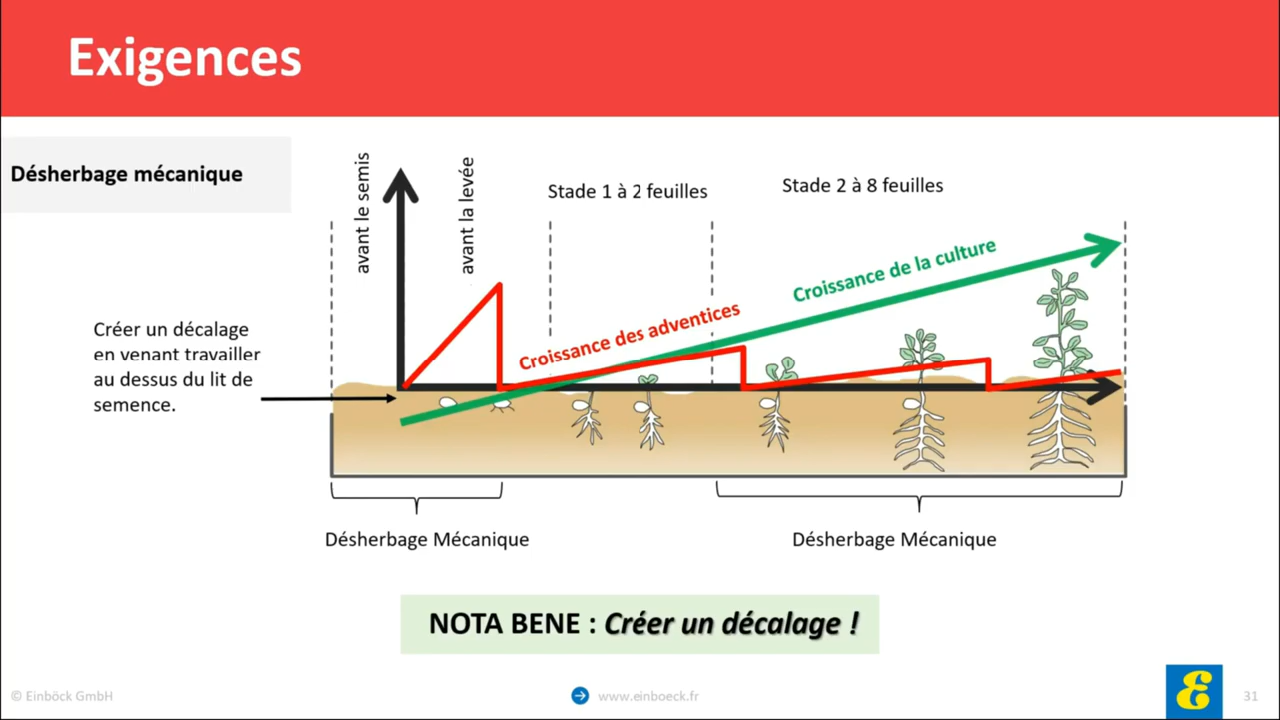 Exigences
Désherbage mécanique
avant le semis
avant la levée
Stade 1 à 2 feuilles
Stade 2 à 8 feuilles
Croissance de la culture
Croissance des adventices
Créer un décalage
en venant travailler
au dessus du lit de
semence.
Désherbage Mécanique
Désherbage Mécanique
NOTA BENE : Créer un décalage !
© Einböck GmbH
www.einboeck.fr
E
31